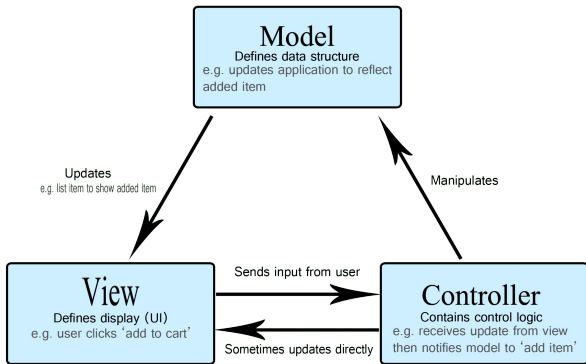 Model
Defines data structure
e.g. updates application to reflect
added item
Updates
e.g. list item to show added item
Manipulates
View
Defines display (UI)
e.g. user clicks ‘add to cart’
Sends input from user
Sometimes updates directly
Controller
Contains control logic
e.g. receives update from view
then notifies model to ‘add item’